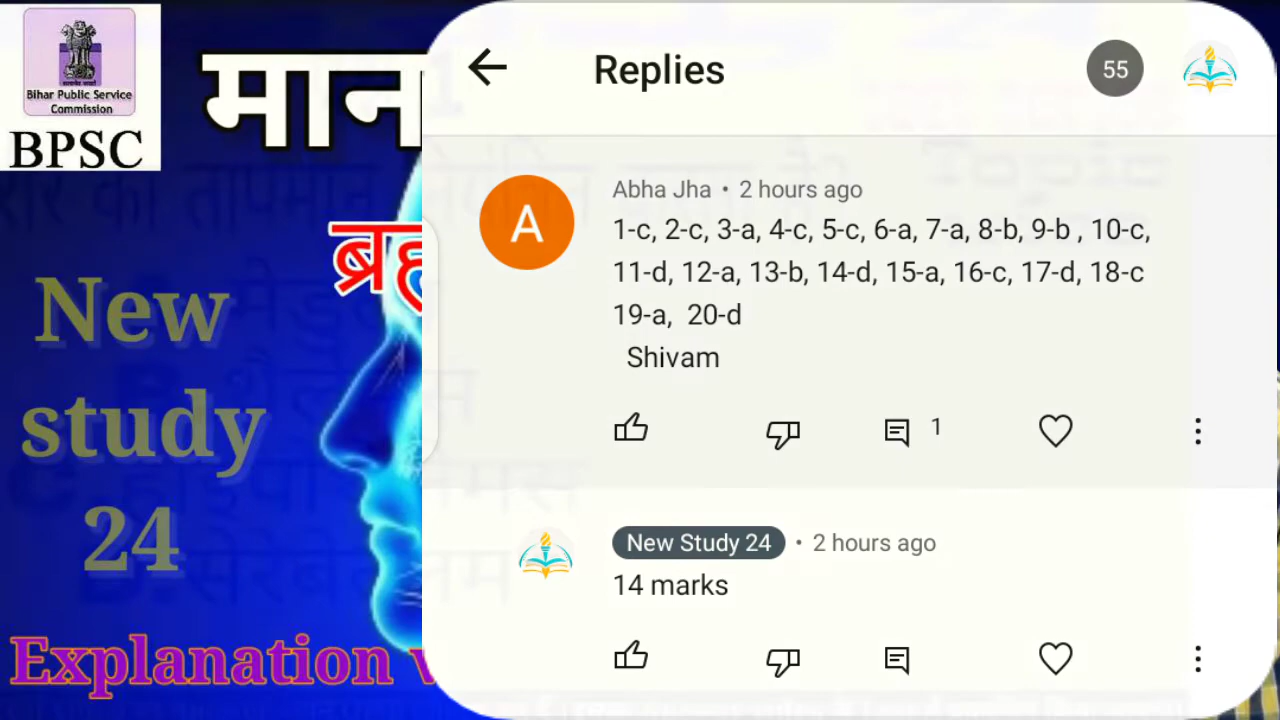 Bihar Public Service
Commission
BPSC
मान
ब्रह
New
study
24
Explanation v
Replies
55
A
Abha Jha • 2 hours ago
1-c, 2-c, 3-a, 4-c, 5-c, 6-a, 7-a, 8-b, 9-b , 10-c,
11-d, 12-a, 13-b, 14-d, 15-a, 16-c, 17-d, 18-c
19-a, 20-d
Shivam
1
New Study 24 • 2 hours ago
14 marks